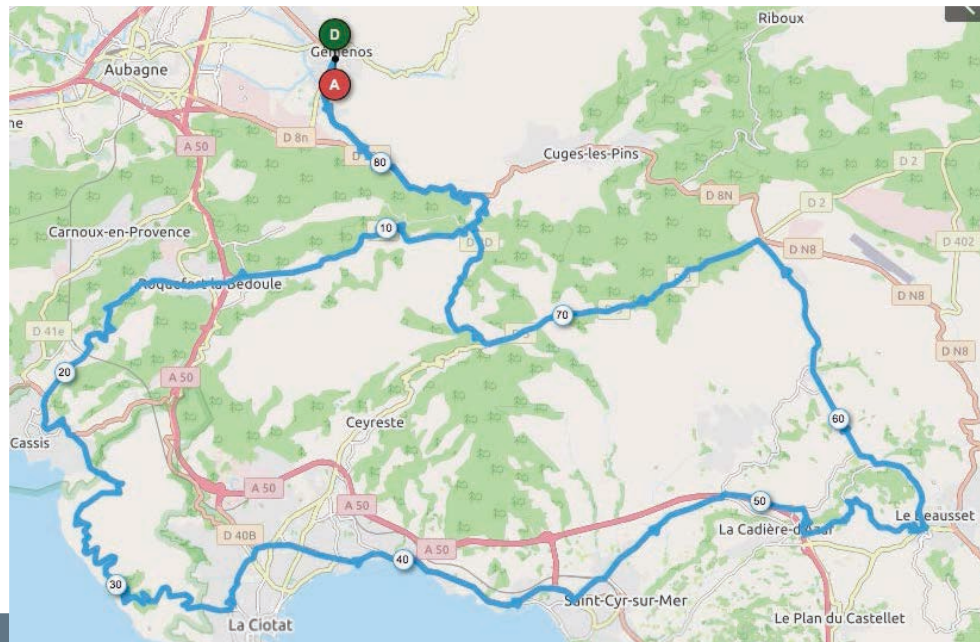 Riboux
D
Gémenos
Aubagne
A
ne
D 8n
A 50
80
Cuges-les-Pins
D 2
D 8N
D 2
Carnoux-en-Provence
10
D N8
D 402
Roquefort-la-Bédoule
D N8
D 41e
70
D N8
20
A 50
Cassis
Ceyreste
60
A 50
A 50
50
Le Beausset
La Cadière-d'Azur
D 40B
A 50
40
30
Saint-Cyr-sur-Mer
La Ciotat
Le Plan du Castellet